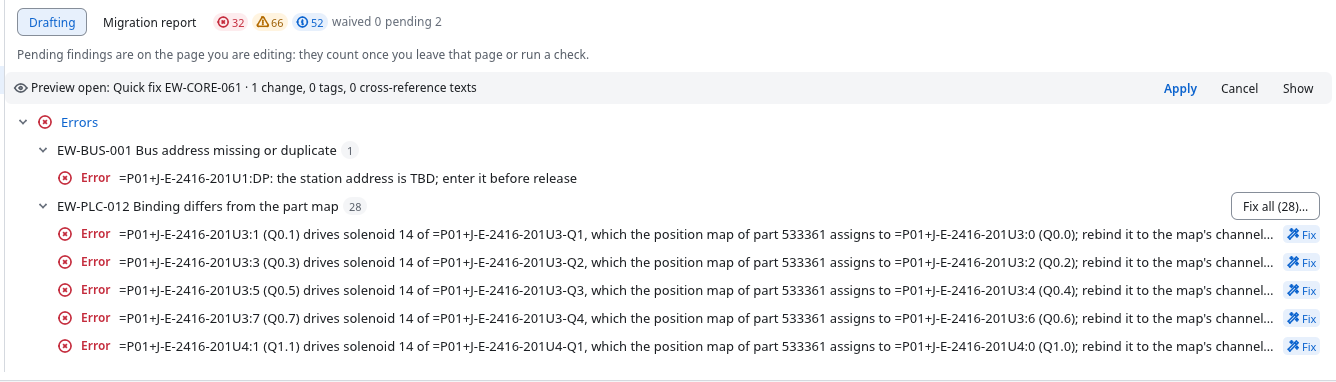 Drafting Migration report 32 66 52 waived 0 pending 2
Pending findings are on the page you are editing: they count once you leave that page or run a check.
Preview open: Quick fix EW-CORE-061 · 1 change, 0 tags, 0 cross-reference texts Apply Cancel Show
Errors
EW-BUS-001 Bus address missing or duplicate 1
Error =P01+J-E-2416-201U1:DP: the station address is TBD; enter it before release
EW-PLC-012 Binding differs from the part map 28 Fix all (28)...
Error =P01+J-E-2416-201U3:1 (Q0.1) drives solenoid 14 of =P01+J-E-2416-201U3-Q1, which the position map of part 533361 assigns to =P01+J-E-2416-201U3:0 (Q0.0); rebind it to the map's channel... Fix
Error =P01+J-E-2416-201U3:3 (Q0.3) drives solenoid 14 of =P01+J-E-2416-201U3-Q2, which the position map of part 533361 assigns to =P01+J-E-2416-201U3:2 (Q0.2); rebind it to the map's channel... Fix
Error =P01+J-E-2416-201U3:5 (Q0.5) drives solenoid 14 of =P01+J-E-2416-201U3-Q3, which the position map of part 533361 assigns to =P01+J-E-2416-201U3:4 (Q0.4); rebind it to the map's channel... Fix
Error =P01+J-E-2416-201U3:7 (Q0.7) drives solenoid 14 of =P01+J-E-2416-201U3-Q4, which the position map of part 533361 assigns to =P01+J-E-2416-201U3:6 (Q0.6); rebind it to the map's channel... Fix
Error =P01+J-E-2416-201U4:1 (Q1.1) drives solenoid 14 of =P01+J-E-2416-201U4-Q1, which the position map of part 533361 assigns to =P01+J-E-2416-201U4:0 (Q1.0); rebind it to the map's channel... Fix